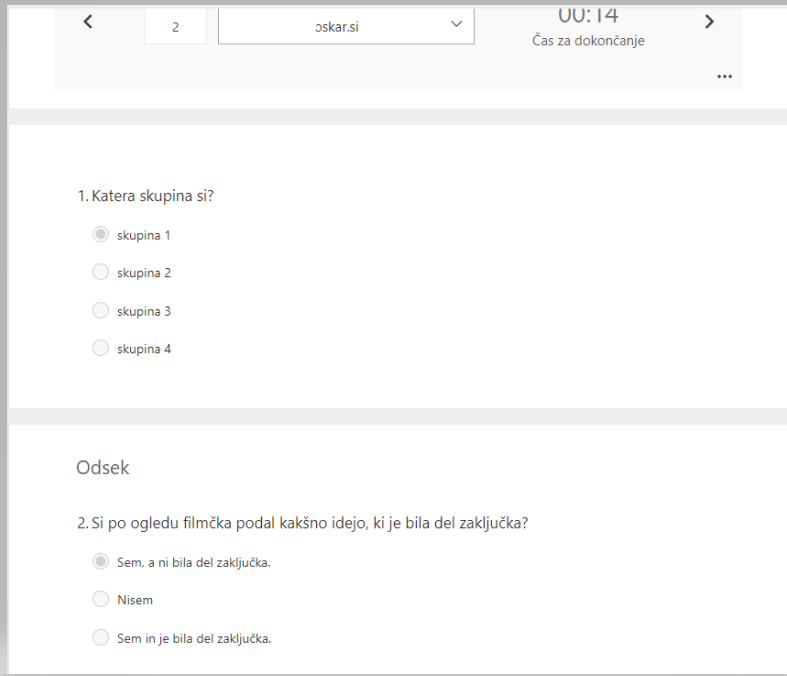 2
oskar.si
00:14
Čas za dokončanje
1. Katera skupina si?
skupina 1
skupina 2
skupina 3
skupina 4
Odsek
2. Si po ogledu filmčka podal kakšno idejo, ki je bila del zaključka?
Sem, a ni bila del zaključka.
Nisem
Sem in je bila del zaključka.